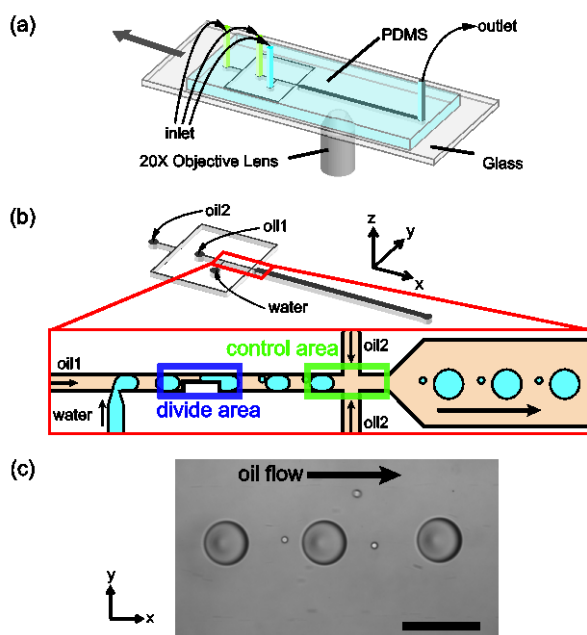 (a)
PDMS
outlet
inlet
20X Objective Lens
Glass
(b)
oil2
oil1
water
z
y
x
oil1
control area
oil2
water
divide area
oil2
(c)
oil flow
y
x